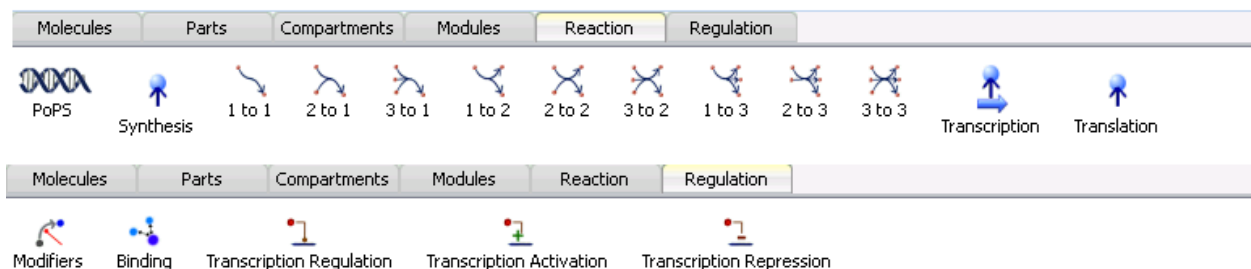 Molecules Parts Compartments Modules Reaction Regulation
PoPS Synthesis 1 to 1 2 to 1 3 to 1 1 to 2 2 to 2 3 to 2 1 to 3 2 to 3 3 to 3 Transcription Translation
Molecules Parts Compartments Modules Reaction Regulation
Modifiers Binding Transcription Regulation Transcription Activation Transcription Repression